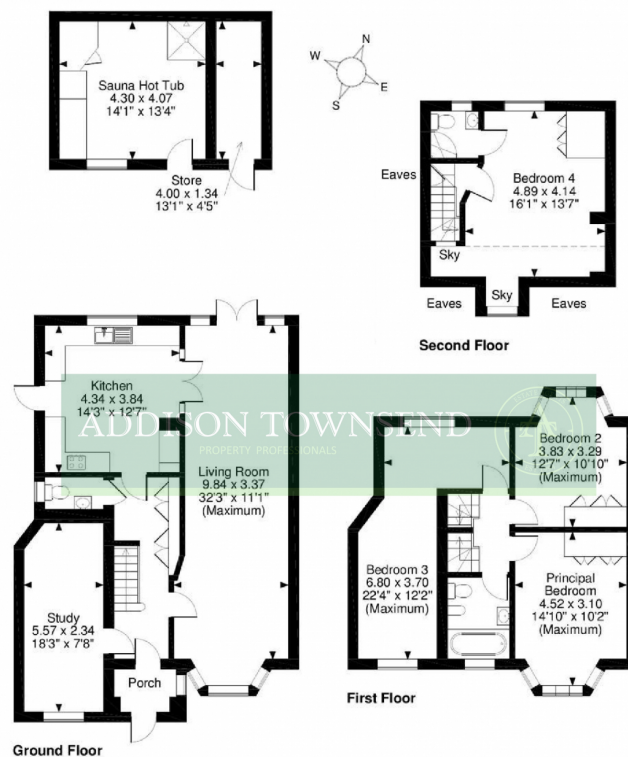 Sauna Hot Tub
4.30 x 4.07
14'1" x 13'4"
Store
4.00 x 1.34
13'1" x 4'5"
N
W
E
S
Eaves
Bedroom 4
4.89 x 4.14
16'1" x 13'7"
Sky
Sky
Eaves
Eaves
Second Floor
Kitchen
4.34 x 3.84
14'3" x 12'7"
ADDISON TOWNSEND
PROPERTY PROFESSIONALS
Living Room
9.84 x 3.37
32'3" x 11'1"
(Maximum)
Study
5.57 x 2.34
18'3" x 7'8"
Porch
Ground Floor
Bedroom 2
3.83 x 3.29
12'7" x 10'10"
(Maximum)
Bedroom 3
6.80 x 3.70
22'4" x 12'2"
(Maximum)
Principal
Bedroom
4.52 x 3.10
14'10" x 10'2"
(Maximum)
First Floor